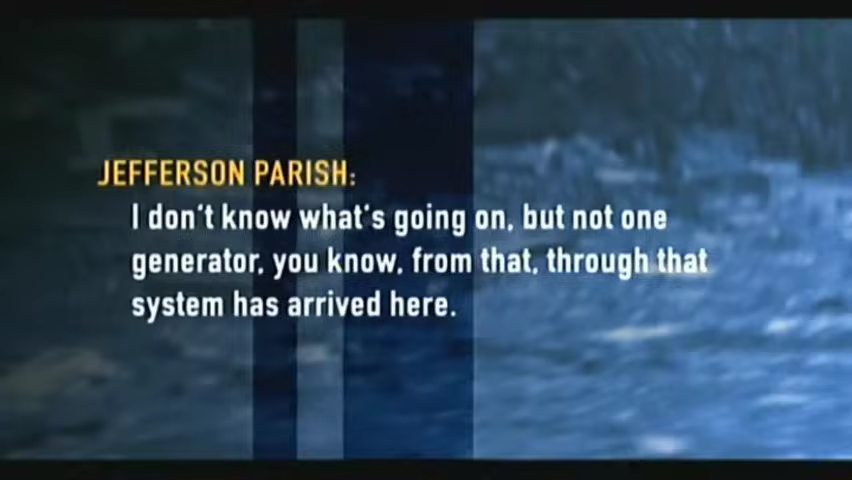 JEFFERSON PARISH:
I don't know what's going on, but not one
generator, you know, from that, through that
system has arrived here.